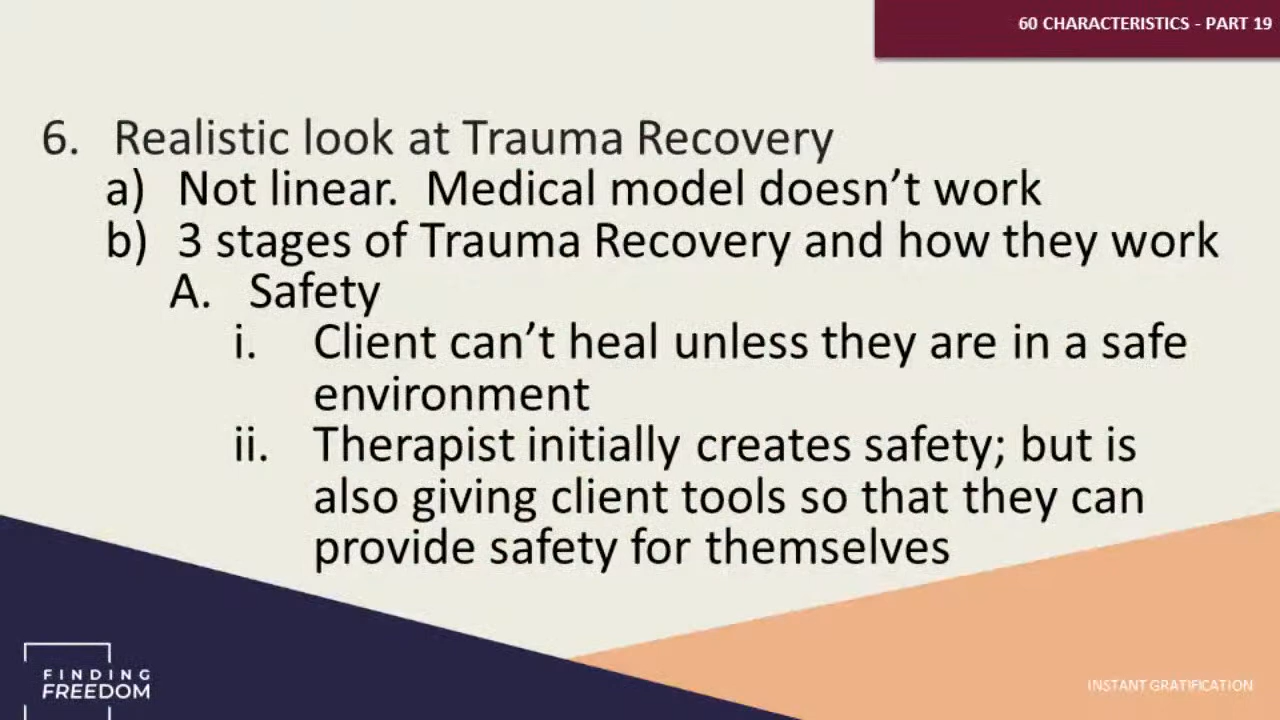 60 CHARACTERISTICS - PART 19
6. Realistic look at Trauma Recovery
a) Not linear. Medical model doesn’t work
b) 3 stages of Trauma Recovery and how they work
A. Safety
i. Client can’t heal unless they are in a safe
environment
ii. Therapist initially creates safety; but is
also giving client tools so that they can
provide safety for themselves
FINDING
FREEDOM
INSTANT GRATIFICATION